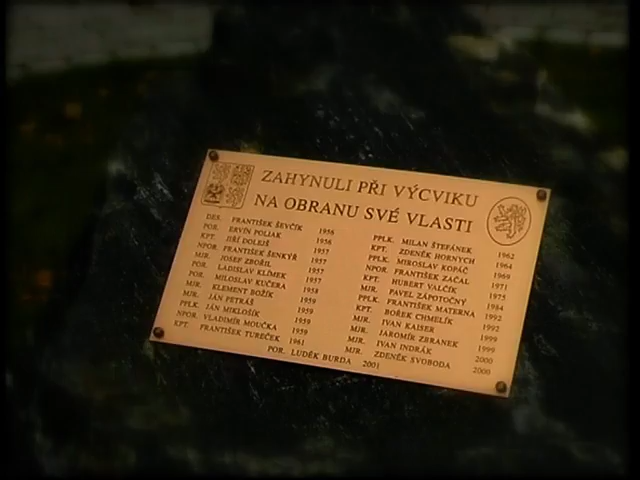 ZAHYNULI PŘI VÝCVIKU
NA OBRANU SVÉ VLASTI
DES. FRANTIŠEK ŠEVČÍK 1956
POR. ERVÍN POLIAK 1956
KPT. JIŘÍ DOLEJŠ 1957
NPOR. FRANTIŠEK ŠENKÝŘ 1957
MJR. JOSEF ZBOŘIL 1957
POR. LADISLAV KLÍMEK 1957
POR. MILOSLAV KUČERA 1958
MJR. KLEMENT BOŽIK 1959
MJR. JÁN PETRÁŠ 1959
PPLK. JÁN MIKLOŠÍK 1959
NPOR. VLADIMÍR MOUČKA 1959
KPT. FRANTIŠEK TUREČEK 1961
PPLK. MILAN ŠTEPÁNEK 1962
KPT. ZDENĚK HORNYCH 1964
PPLK. MIROSLAV KOPÁČ 1969
NPOR. FRANTIŠEK ZAČAL 1971
KPT. HUBERT VALČÍK 1975
MJR. PAVEL ZÁPOTOČNÝ 1984
PPLK. FRANTIŠEK MATERNA 1992
KPT. BOŘEK CHMELÍK 1992
MJR. IVAN KAISER 1999
MJR. JAROMÍR ZBRANEK 1999
MJR. IVAN INDRÁK 2000
MJR. ZDENĚK SVOBODA 2000
POR. LUDĚK BURDA 2001